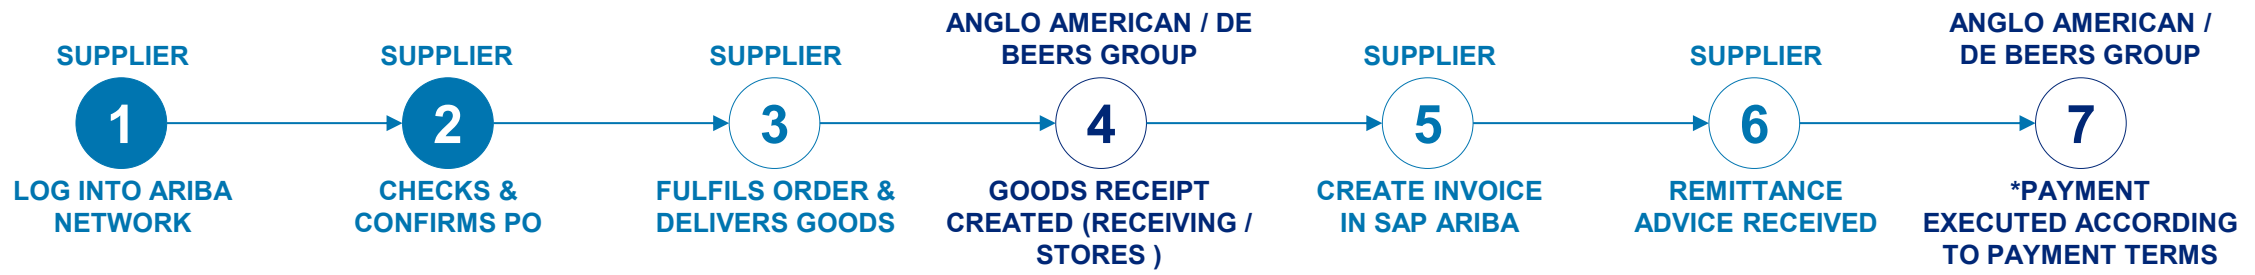 SUPPLIER
1
LOG INTO ARIBA
NETWORK
SUPPLIER
2
CHECKS &
CONFIRMS PO
SUPPLIER
3
FULFILS ORDER &
DELIVERS GOODS
ANGLO AMERICAN / DE
BEERS GROUP
4
GOODS RECEIPT
CREATED (RECEIVING /
STORES )
SUPPLIER
5
CREATE INVOICE
IN SAP ARIBA
SUPPLIER
6
REMITTANCE
ADVICE RECEIVED
ANGLO AMERICAN /
DE BEERS GROUP
7
*PAYMENT
EXECUTED ACCORDING
TO PAYMENT TERMS